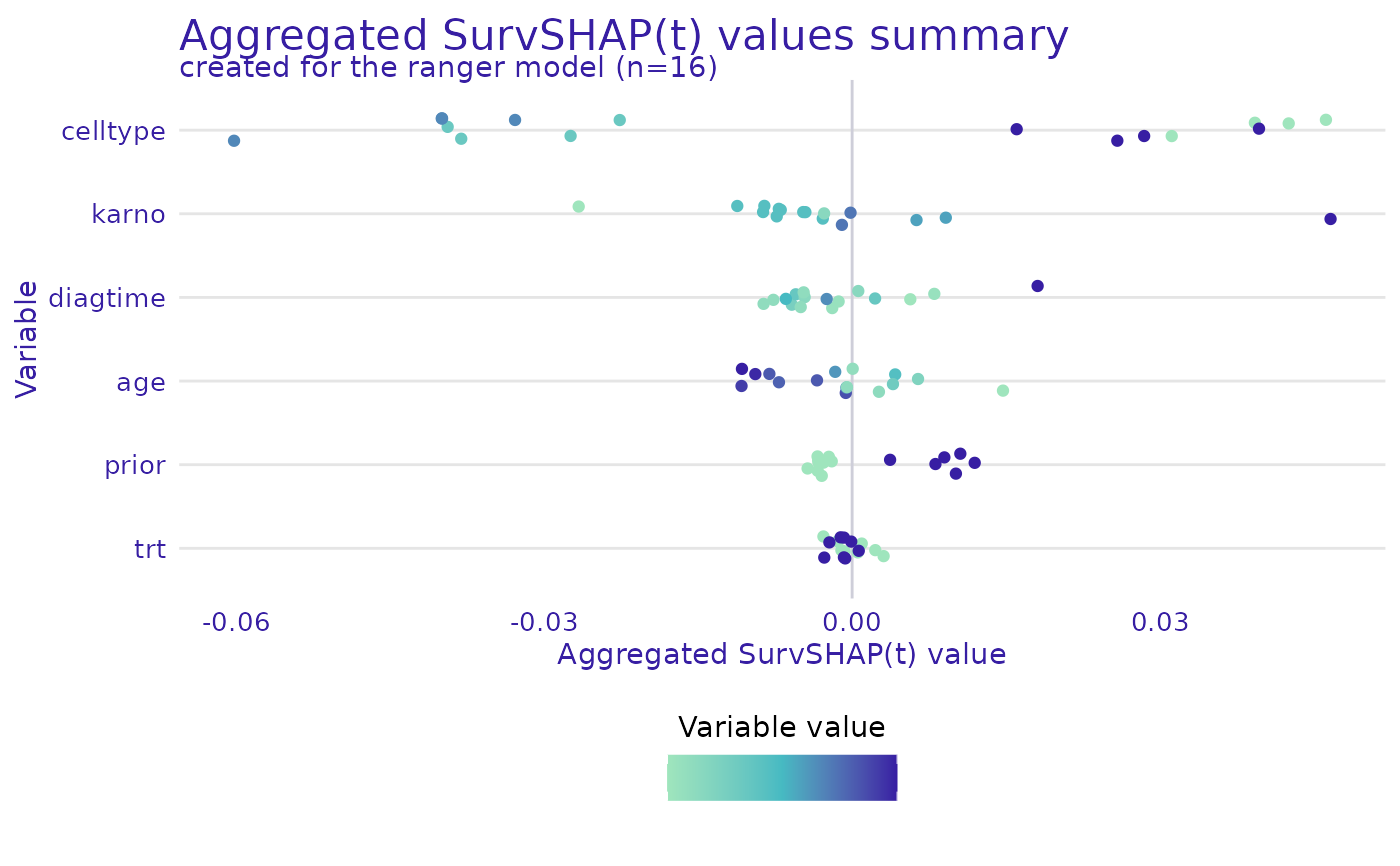 Aggregated SurvSHAP(t) values summary
created for the ranger model (n=16)
celltype
karno
diagtime
age
prior
trt
Variable
-0.06
-0.03
0.00
0.03
Aggregated SurvSHAP(t) value
Variable value